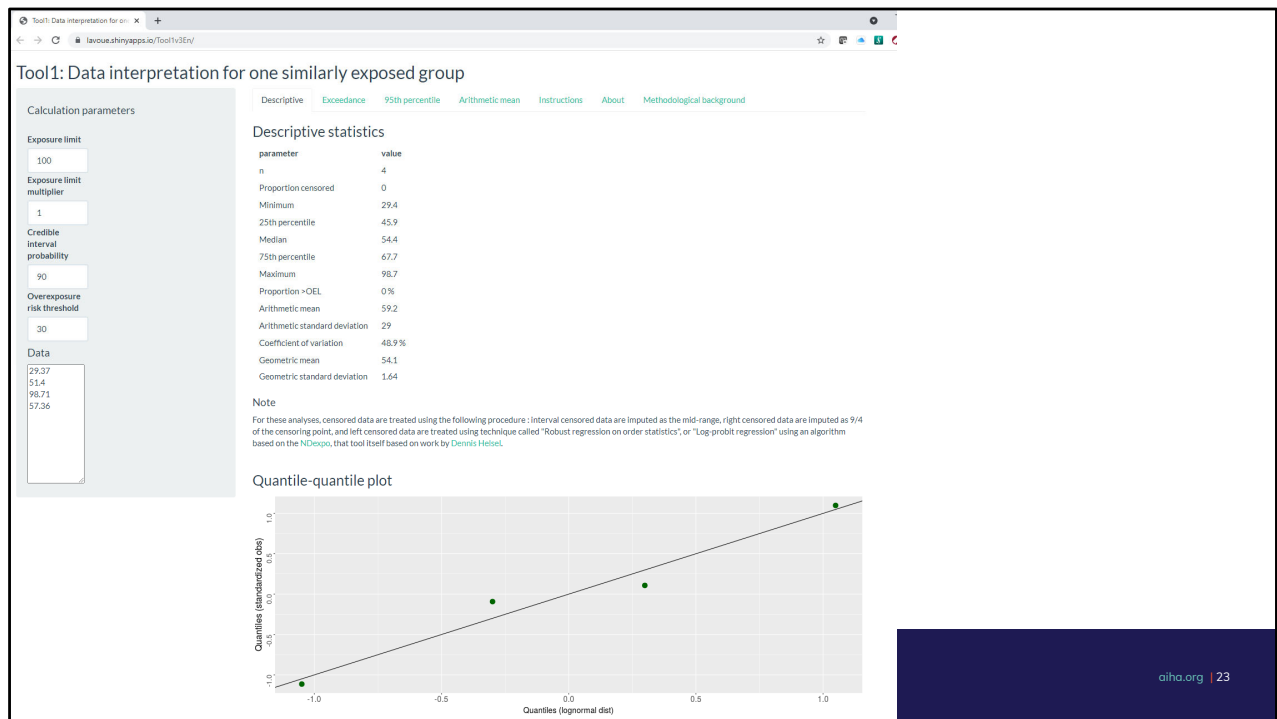 Tool1: Data interpretation for one
lavoue.shinyapps.io/Tool1v3En/
Tool1: Data interpretation for one similarly exposed group
Calculation parameters
Exposure limit
100
Exposure limit
multiplier
1
Credible
interval
probability
90
Overexposure
risk threshold
30
Data
29.37
51.4
98.71
57.36
Descriptive Exceedance 95th percentile Arithmetic mean Instructions About Methodological background
Descriptive statistics
parameter value
n 4
Proportion censored 0
Minimum 29.4
25th percentile 45.9
Median 54.4
75th percentile 67.7
Maximum 98.7
Proportion >OEL 0 %
Arithmetic mean 59.2
Arithmetic standard deviation 29
Coefficient of variation 48.9 %
Geometric mean 54.1
Geometric standard deviation 1.64
Note
For these analyses, censored data are treated using the following procedure : interval censored data are imputed as the mid-range, right censored data are imputed as 9/4
of the censoring point, and left censored data are treated using technique called "Robust regression on order statistics", or "Log-probit regression" using an algorithm
based on the NDexpo, that tool itself based on work by Dennis Helsel.
Quantile-quantile plot
Quantiles (standardized obs)
1.0
0.5
0.0
-0.5
-1.0
-1.0 -0.5 0.0 0.5 1.0
Quantiles (lognormal dist)
aiha.org | 23